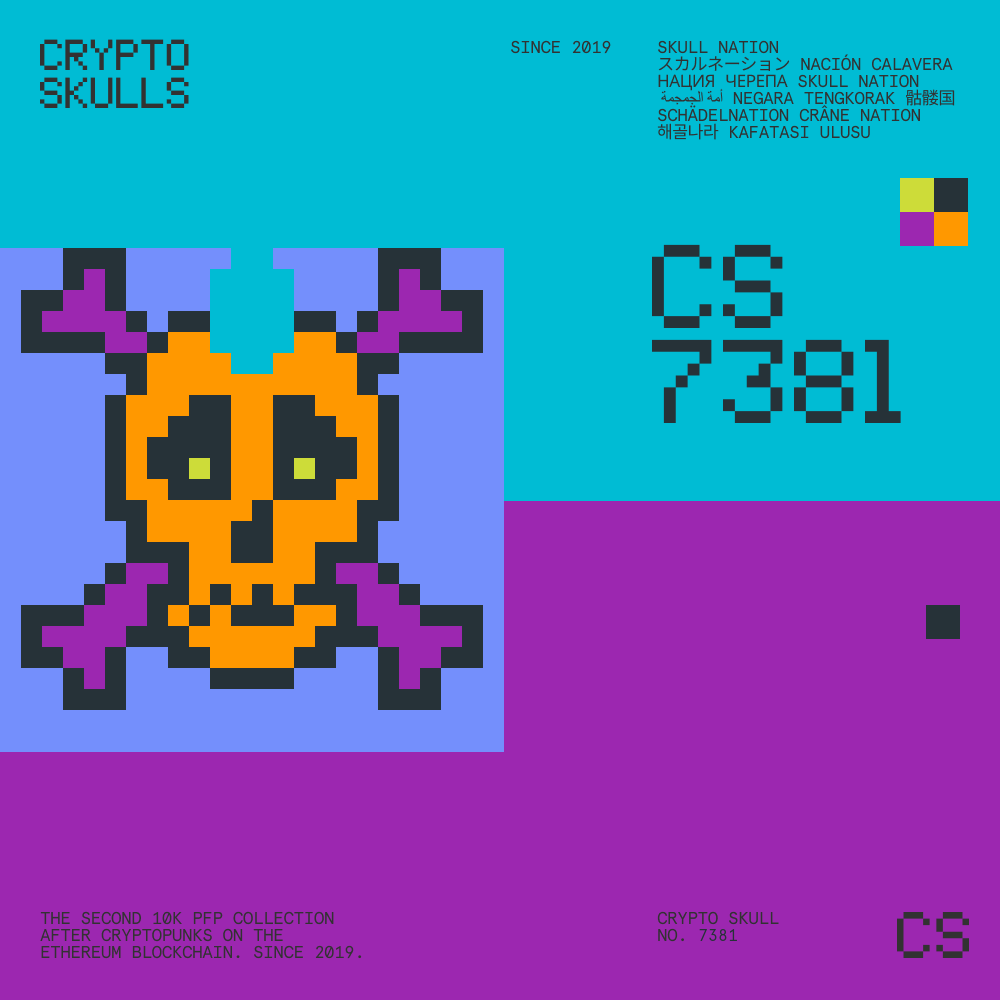 CRYPTO
SKULLS
SINCE 2019
SKULL NATION
スカルネーション NACIÓN CALAVERA
НАЦИЯ ЧЕРЕПА SKULL NATION
أمة الجمجمة NEGARA TENGKORAK 骷髅国
SCHÄDELNATION CRÂNE NATION
해골나라 KAFATASI ULUSU
CS
7381
THE SECOND 10K PFP COLLECTION
AFTER CRYPTOPUNKS ON THE
ETHEREUM BLOCKCHAIN. SINCE 2019.
CRYPTO SKULL
NO. 7381
CS